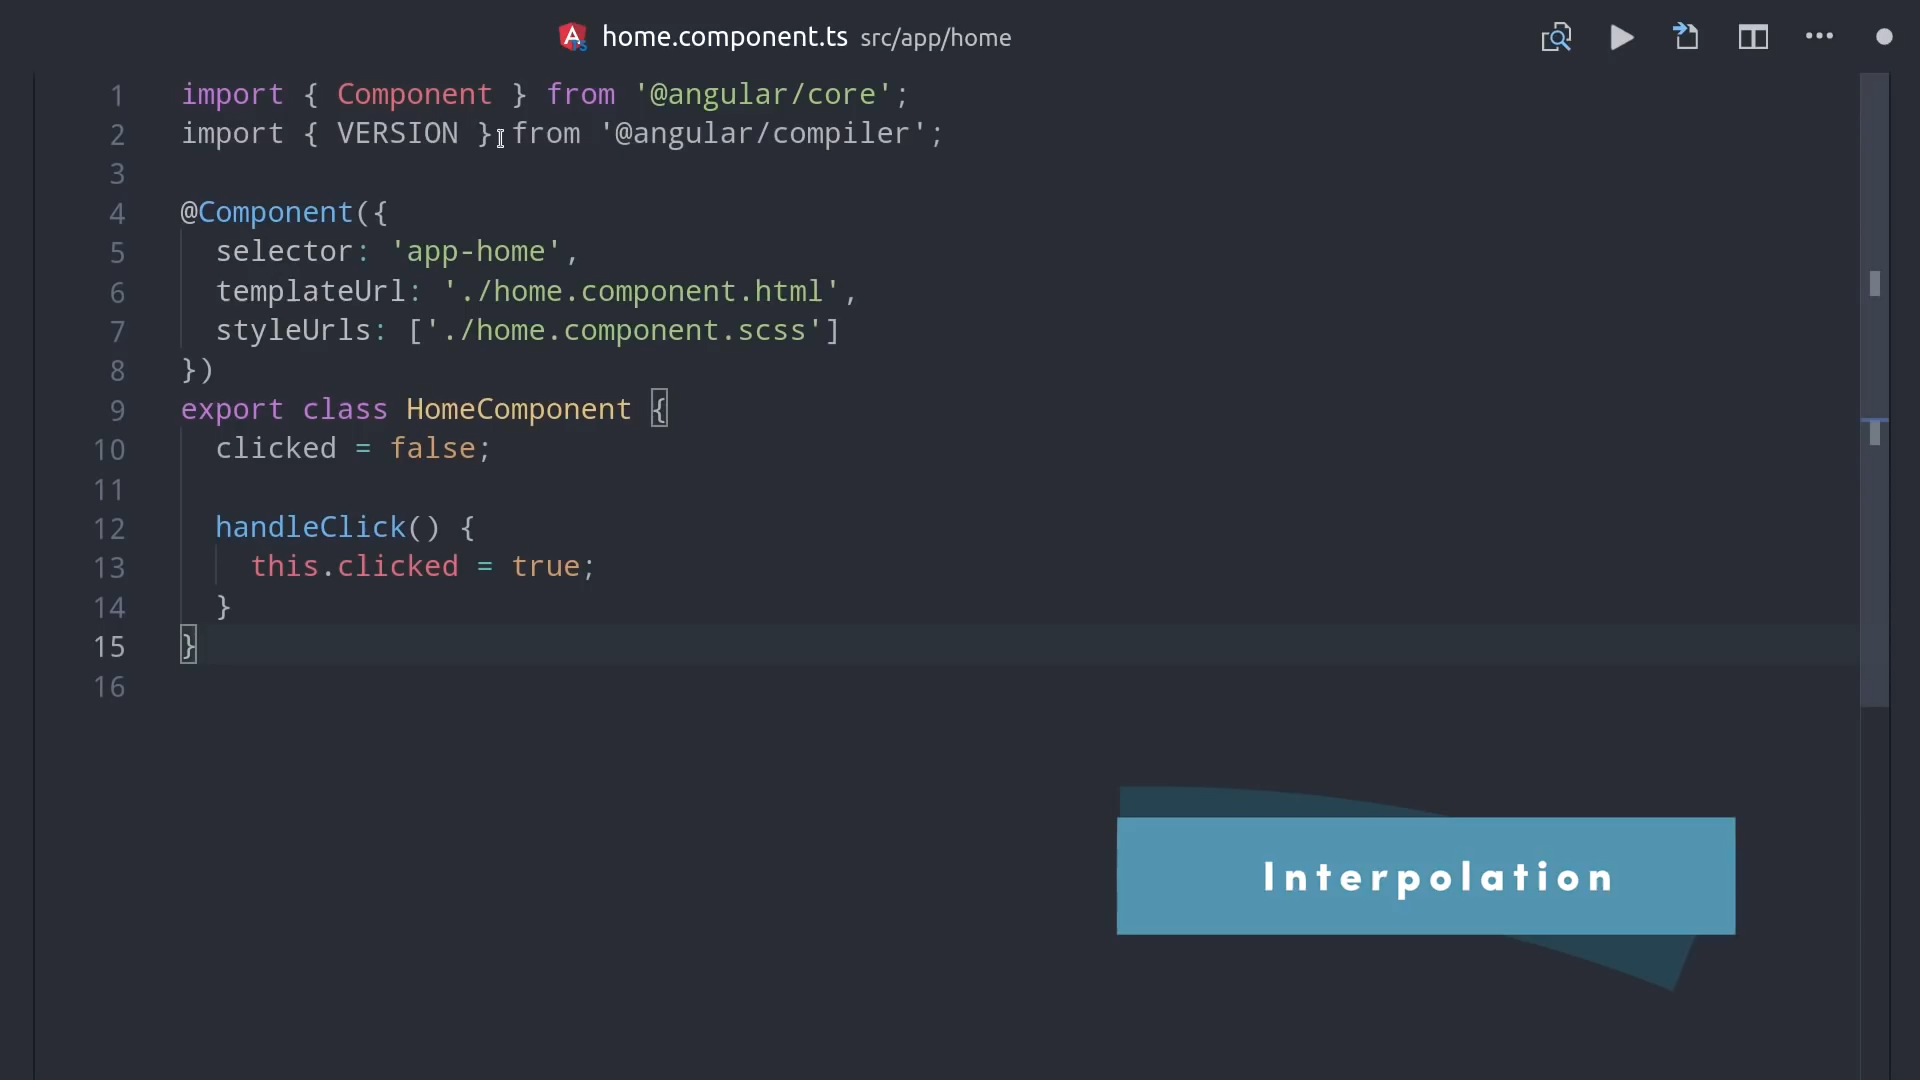 home.component.ts src/app/home
1 import { Component } from '@angular/core';
2 import { VERSION } from '@angular/compiler';
3
4 @Component({
5   selector: 'app-home',
6   templateUrl: './home.component.html',
7   styleUrls: ['./home.component.scss']
8 })
9 export class HomeComponent {
10   clicked = false;
11
12   handleClick() {
13     this.clicked = true;
14   }
15 }
16
Interpolation